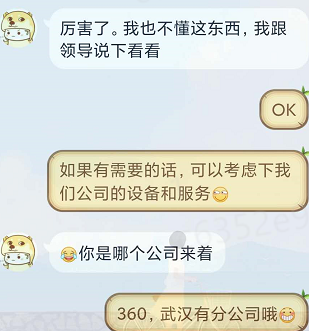 厉害了。我也不懂这东西，我跟
领导说下看看
OK
如果有需要的话，可以考虑下我
们公司的设备和服务
你是哪个公司来着
360，武汉有分公司哦